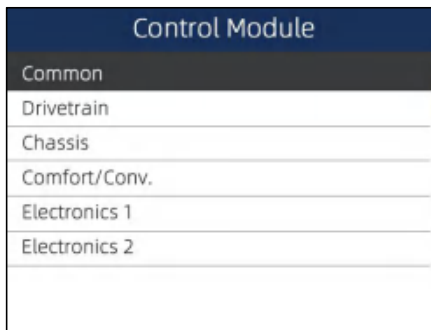 Control Module
Common
Drivetrain
Chassis
Comfort/Conv.
Electronics 1
Electronics 2